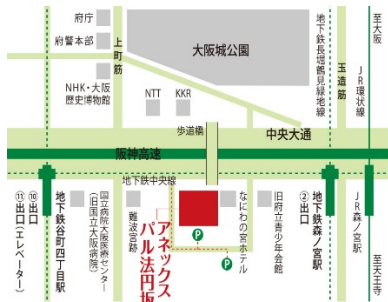 府庁
府警本部
上町筋
NHK・大阪
歴史博物館
NTT
KKR
大阪城公園
地下鉄長堀鶴見緑地線
玉造筋
JR環状線
至大阪
歩道橋
中央大通
阪神高速
地下鉄中央線
⑪出口(エレベーター)
⑩出口
地下鉄谷町四丁目駅
国立病院大阪医療センター
(旧国立大阪病院)
難波宮跡
アネックス
パル法円坂
P
P
なにわの宮ホテル
旧府立青少年会館
②出口
地下鉄森ノ宮駅
JR森ノ宮駅
至天王寺